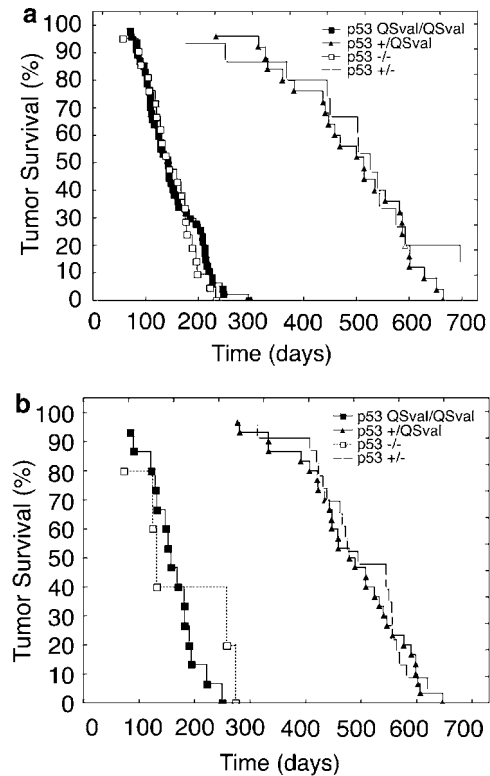 a
p53 QSval/QSval
p53 +/QSval
p53 -/-
p53 +/-
Tumor Survival (%)
100
90
80
70
60
50
40
30
20
10
0
0 100 200 300 400 500 600 700
Time (days)
b
p53 QSval/QSval
p53 +/QSval
p53 -/-
p53 +/-
Tumor Survival (%)
100
90
80
70
60
50
40
30
20
10
0
0 100 200 300 400 500 600 700
Time (days)